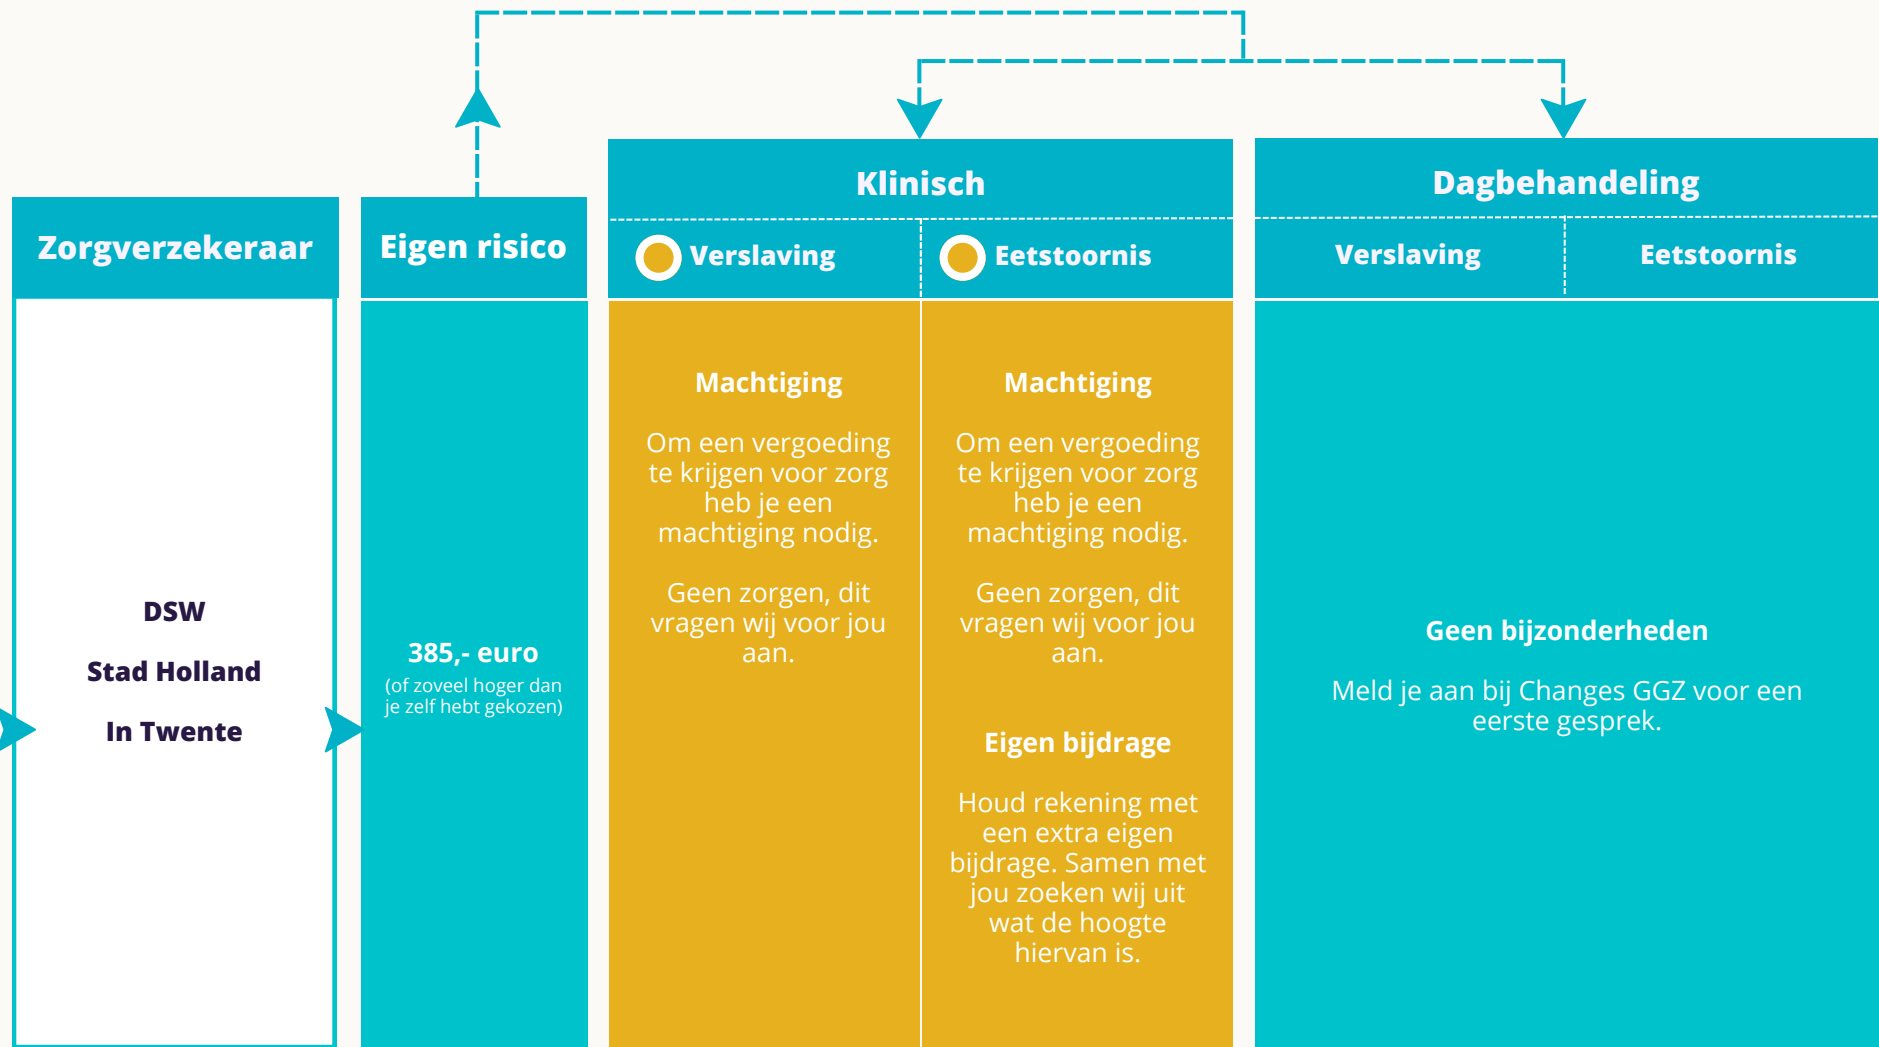 Zorgverzekeraar
DSW
Stad Holland
In Twente
Eigen risico
385,- euro
(of zoveel hoger dan
je zelf hebt gekozen)
Klinisch
Verslaving
Machtiging
Om een vergoeding
te krijgen voor zorg
heb je een
machtiging nodig.
Geen zorgen, dit
vragen wij voor jou
aan.
Eetstoornis
Machtiging
Om een vergoeding
te krijgen voor zorg
heb je een
machtiging nodig.
Geen zorgen, dit
vragen wij voor jou
aan.
Eigen bijdrage
Houd rekening met
een extra eigen
bijdrage. Samen met
jou zoeken wij uit
wat de hoogte
hiervan is.
Dagbehandeling
Verslaving
Eetstoornis
Geen bijzonderheden
Meld je aan bij Changes GGZ voor een
eerste gesprek.